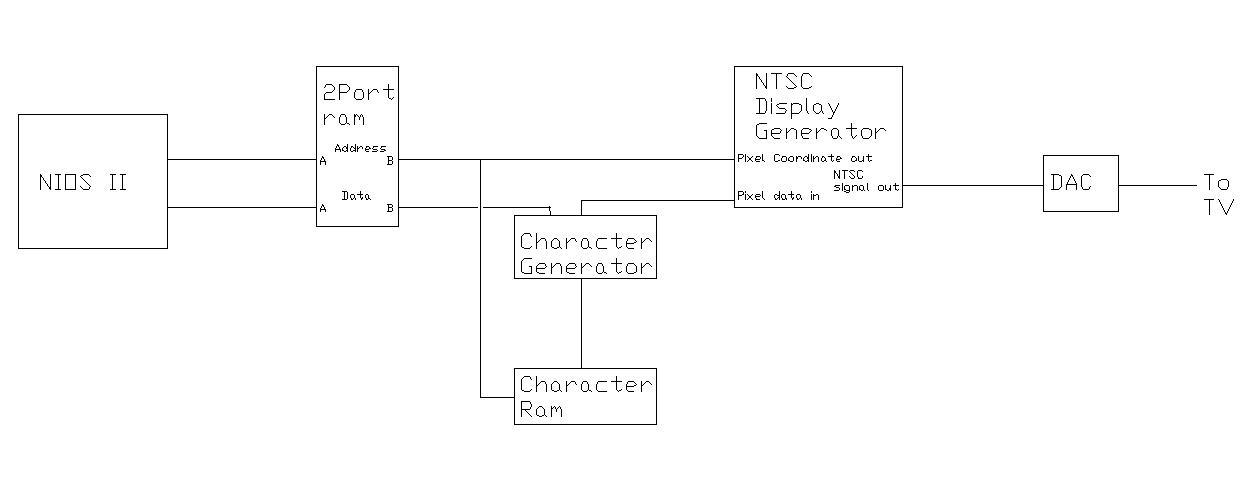 NIOS II
2Port
ram
Address
A B
Data
A B
NTSC
Display
Generator
Pixel Coordinate out
NTSC
signal out
Pixel data in
DAC
To
TV
Character
Generator
Character
Ram